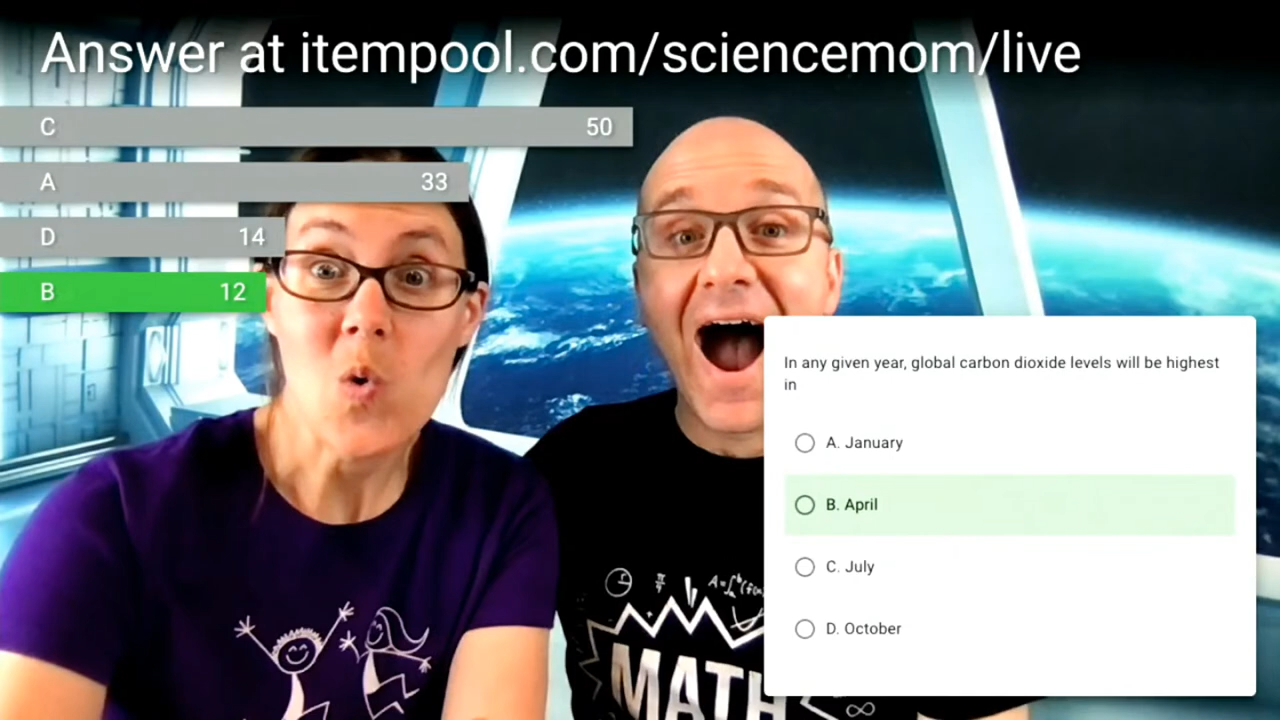 Answer at itempool.com/sciencemom/live
C 50
A 33
D 14
B 12
In any given year, global carbon dioxide levels will be highest
in
A. January
B. April
C. July
D. October
MATH